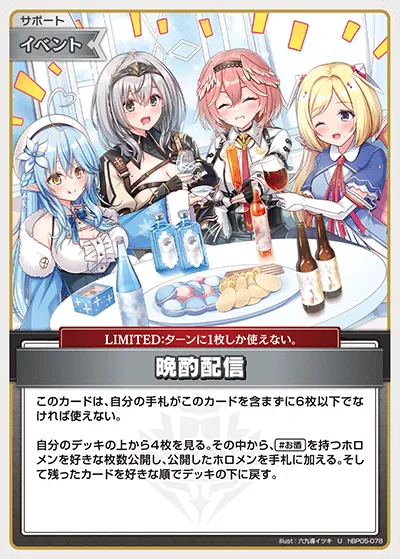 サポート
イベント
LIMITED:ターンに1枚しか使えない。
晩酌配信
このカードは、自分の手札がこのカードを含まずに6枚以下でな
ければ使えない。
自分のデッキの上から4枚を見る。その中から、#お酒を持つホロ
メンを好きな枚数公開し、公開したホロメンを手札に加える。そし
て残ったカードを好きな順でデッキの下に戻す。
illust：六九導イツキ U hBP05-078